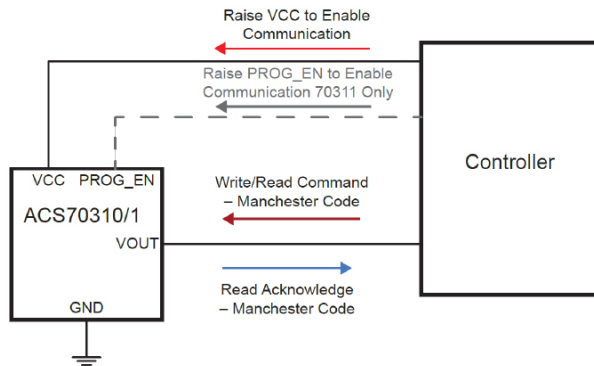 Raise VCC to Enable
Communication
Raise PROG_EN to Enable
Communication 70311 Only
Controller
VCC PROG_EN
ACS70310/1
VOUT
GND
Write/Read Command
– Manchester Code
Read Acknowledge
– Manchester Code